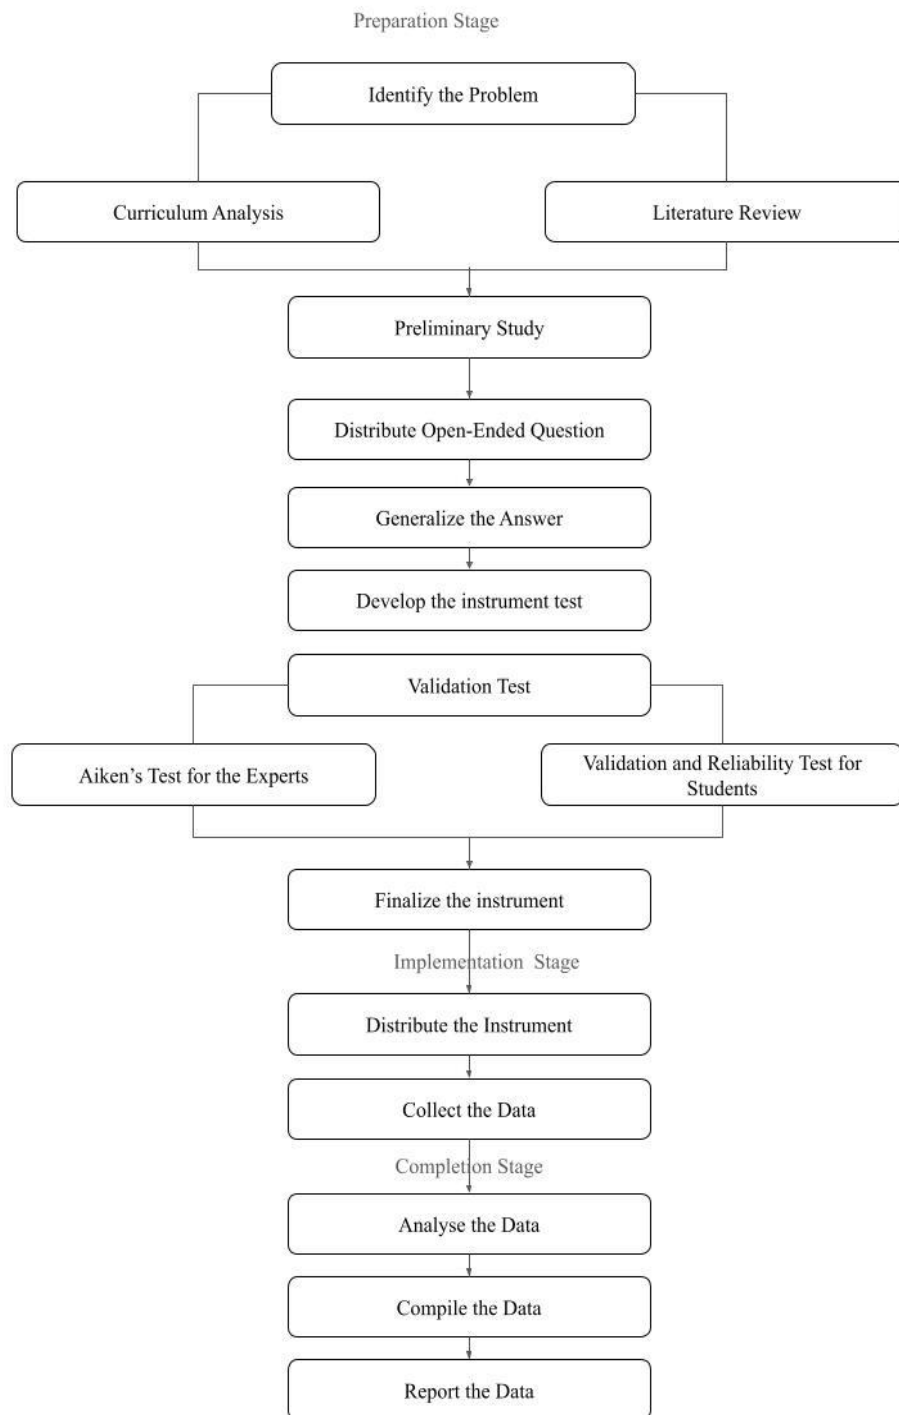 Preparation Stage
Identify the Problem
Curriculum Analysis
Literature Review
Preliminary Study
Distribute Open-Ended Question
Generalize the Answer
Develop the instrument test
Validation Test
Aiken’s Test for the Experts
Validation and Reliability Test for
Students
Finalize the instrument
Implementation Stage
Distribute the Instrument
Collect the Data
Completion Stage
Analyse the Data
Compile the Data
Report the Data